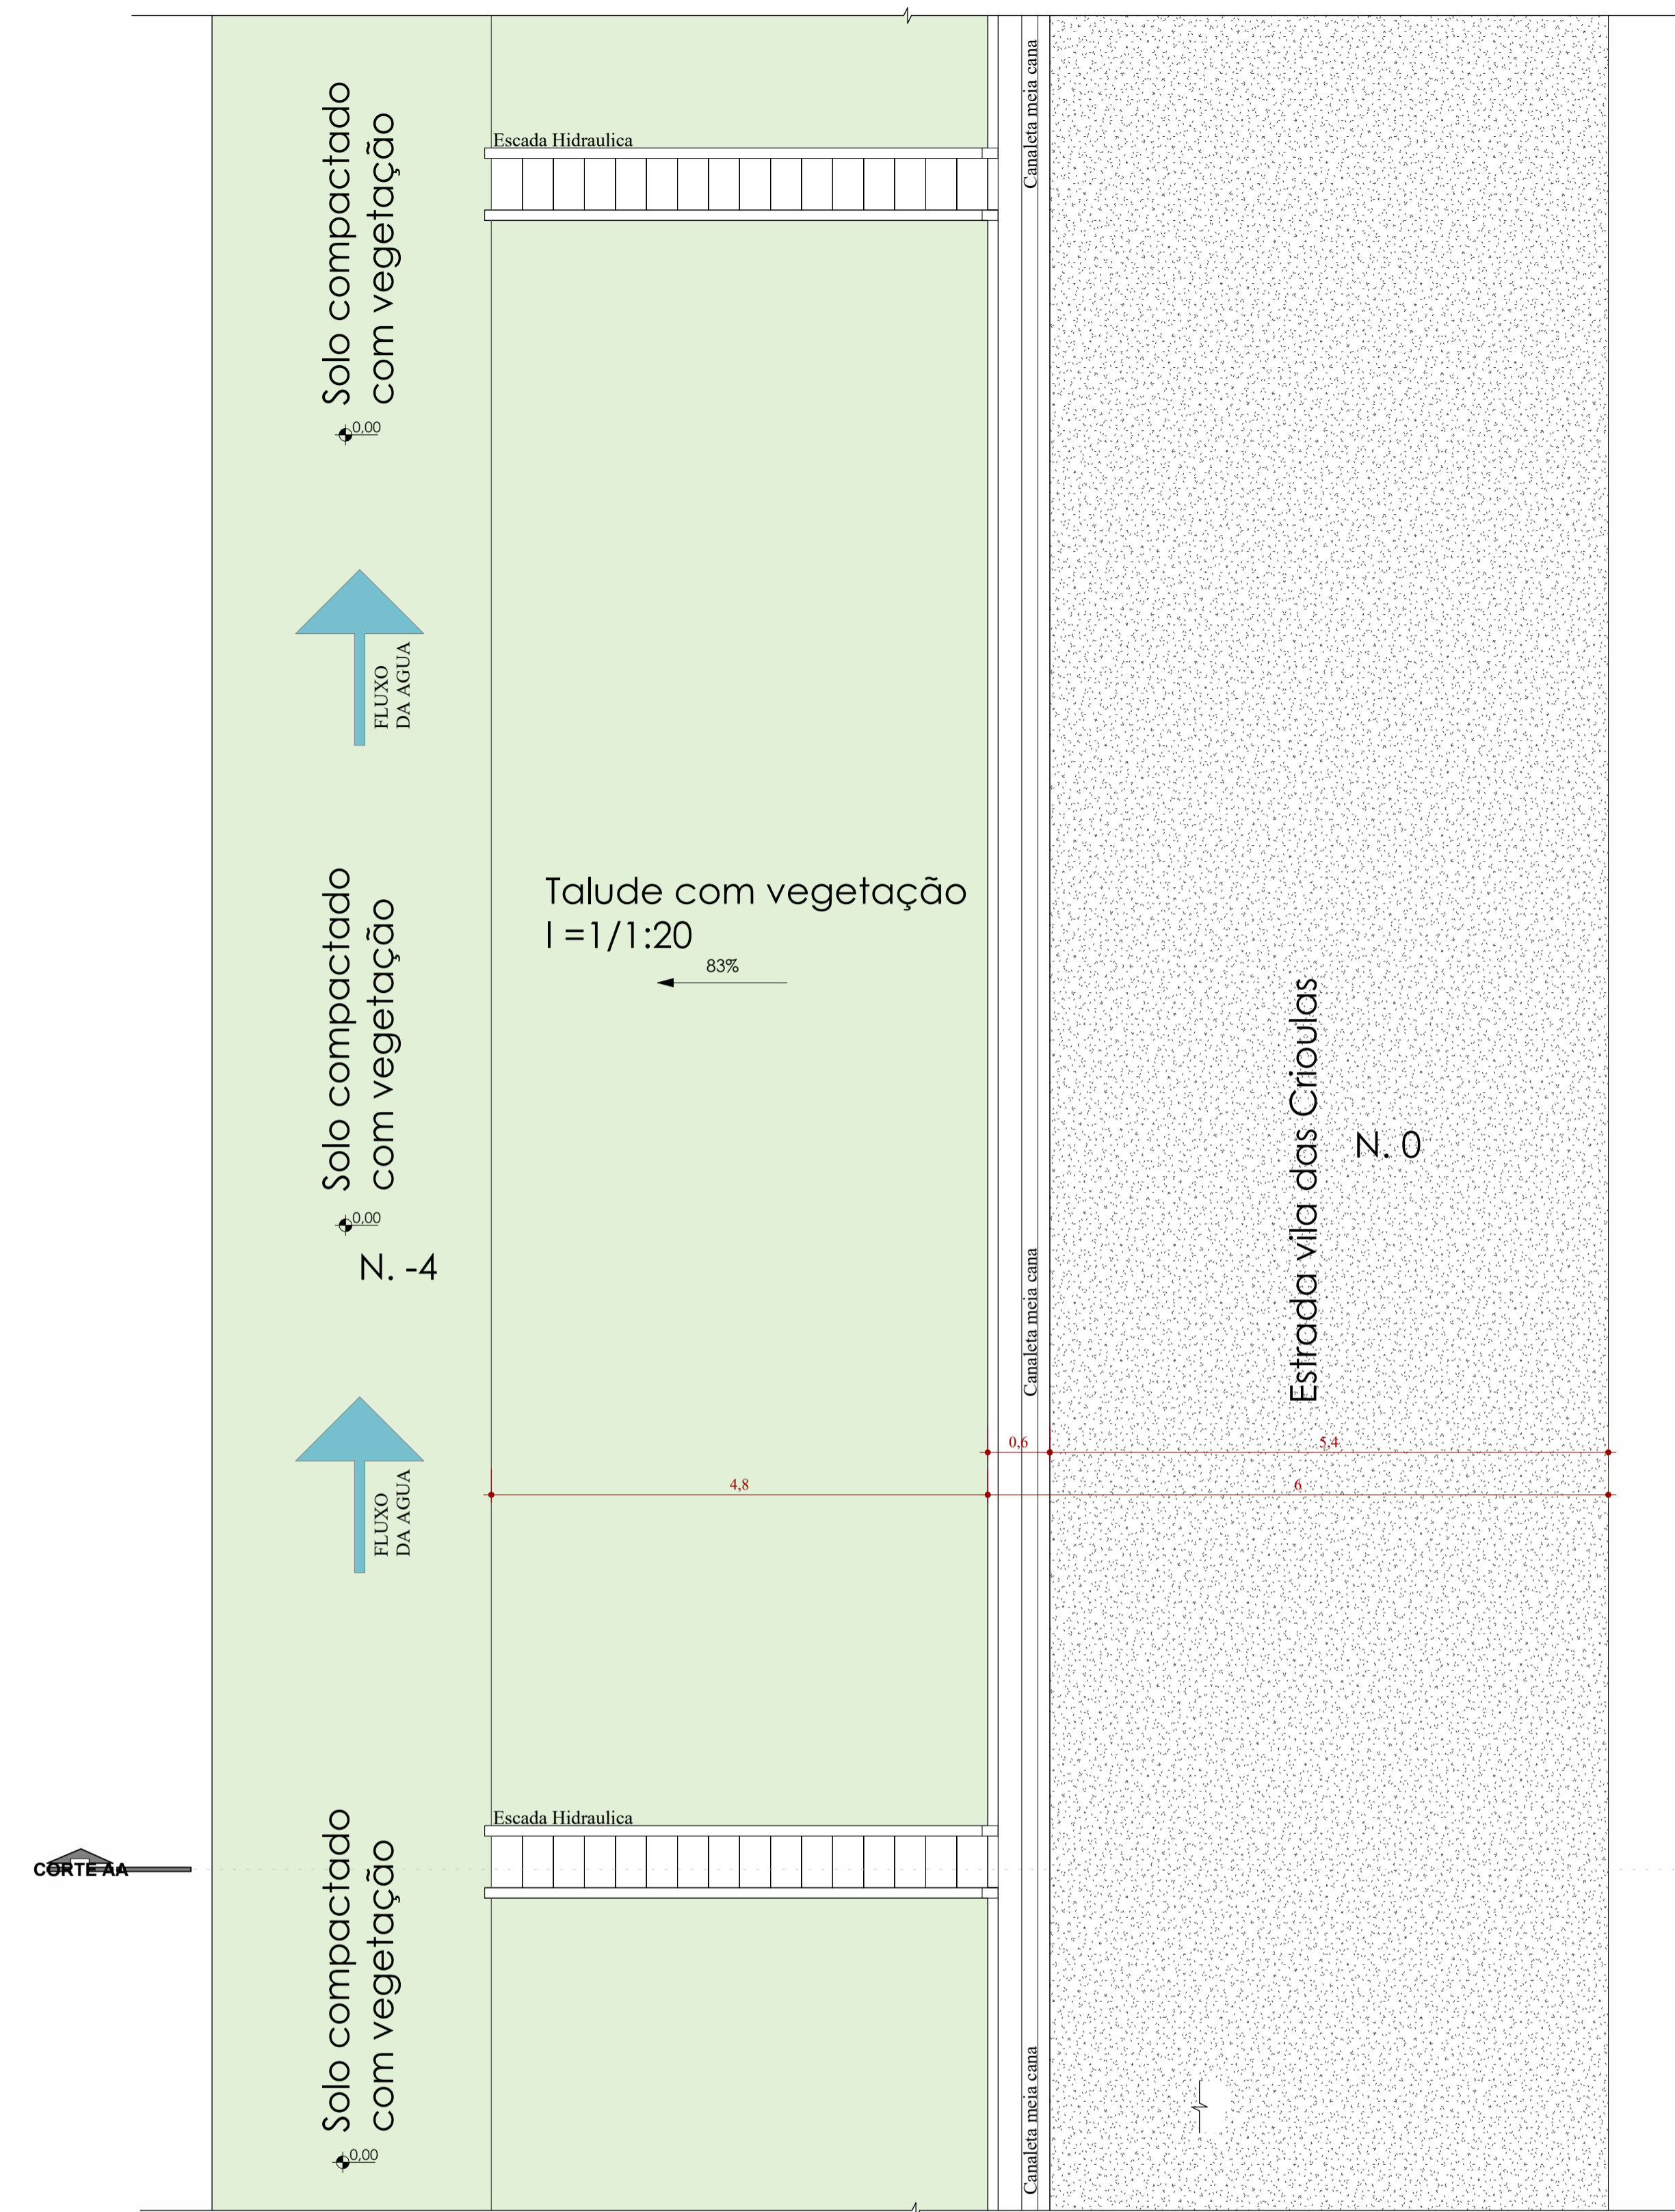 Canaleta meia cana
Solo compactado
com vegetação
Escada Hidraulica
0,00
FLUXO
DA AGUA
Solo compactado
com vegetação
Talude com vegetação
I =1/1:20
83%
Estrada vila das Crioulas
N. 0
0,00
N. -4
Canaleta meia cana
0,6
5,4
4,8
6
FLUXO
DA AGUA
Escada Hidraulica
Solo compactado
com vegetação
CORTE AA
Canaleta meia cana
0,00